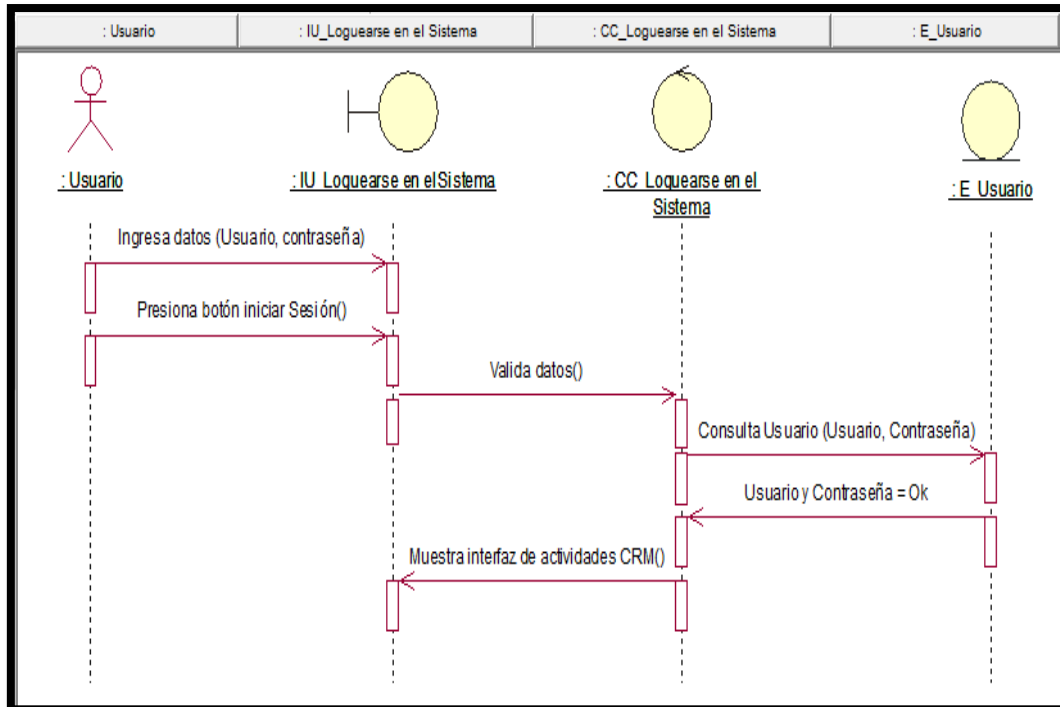 : Usuario
: IU_Loguearse en el Sistema
: CC_Loguearse en el Sistema
: E_Usuario
: Usuario
: IU_Loguearse en el Sistema
: CC_Loguearse en el
Sistema
: E_Usuario
Ingresa datos (Usuario, contraseña)
Presiona botón iniciar Sesión()
Valida datos()
Consulta Usuario (Usuario, Contraseña)
Usuario y Contraseña = Ok
Muestra interfaz de actividades CRM()